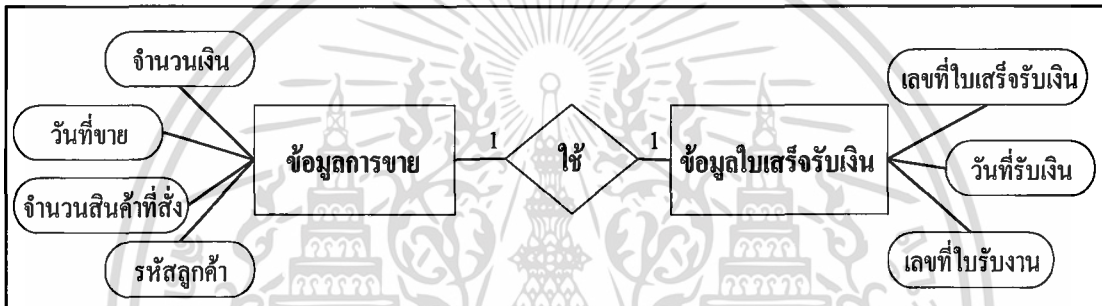 จำนวนเงิน
วันที่ขาย
จำนวนสินค้าที่สั่ง
รหัสลูกค้า
ข้อมูลการขาย
1
ใช้
1
ข้อมูลใบเสร็จรับเงิน
เลขที่ใบเสร็จรับเงิน
วันที่รับเงิน
เลขที่ใบรับงาน